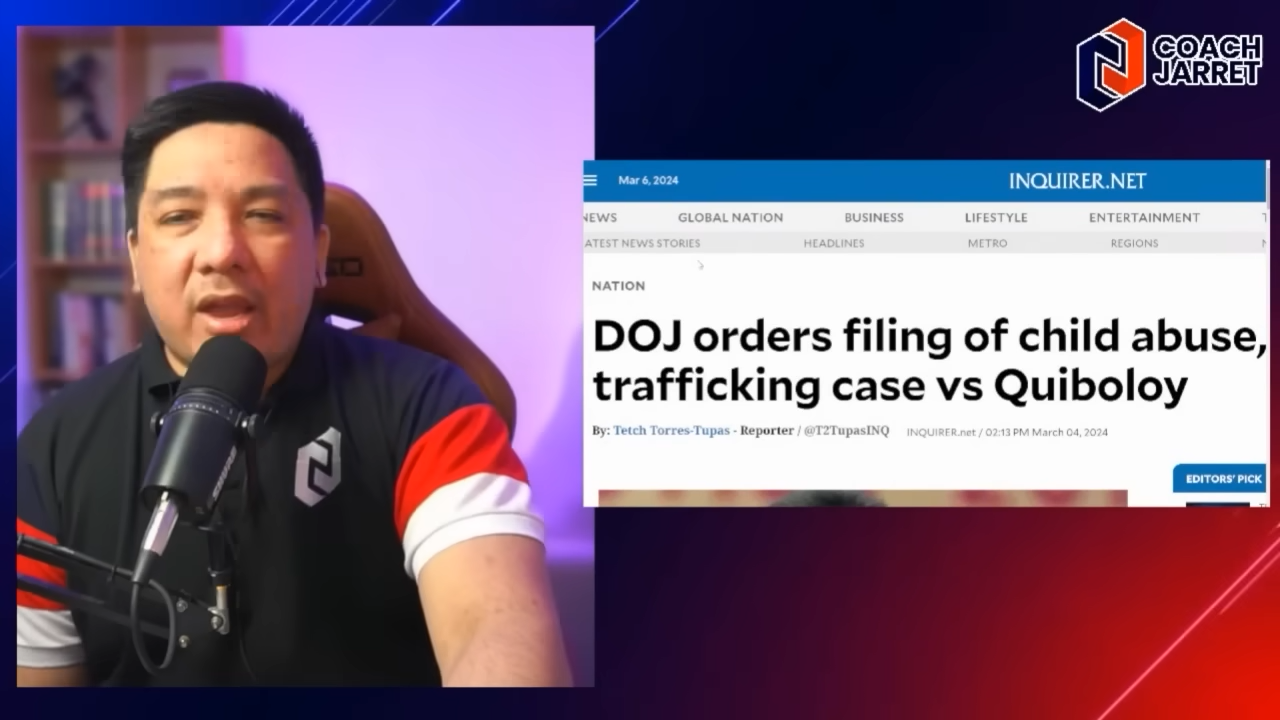 COACH
JARRET
Mar 6, 2024
INQUIRER.NET
NEWS GLOBAL NATION BUSINESS LIFESTYLE ENTERTAINMENT
ATEST NEWS STORIES HEADLINES METRO REGIONS
NATION
DOJ orders filing of child abuse,
trafficking case vs Quiboloy
By: Tetch Torres-Tupas - Reporter / @T2TupasINQ INQUIRER.net / 02:13 PM March 04, 2024
EDITORS' PICK
SHURE